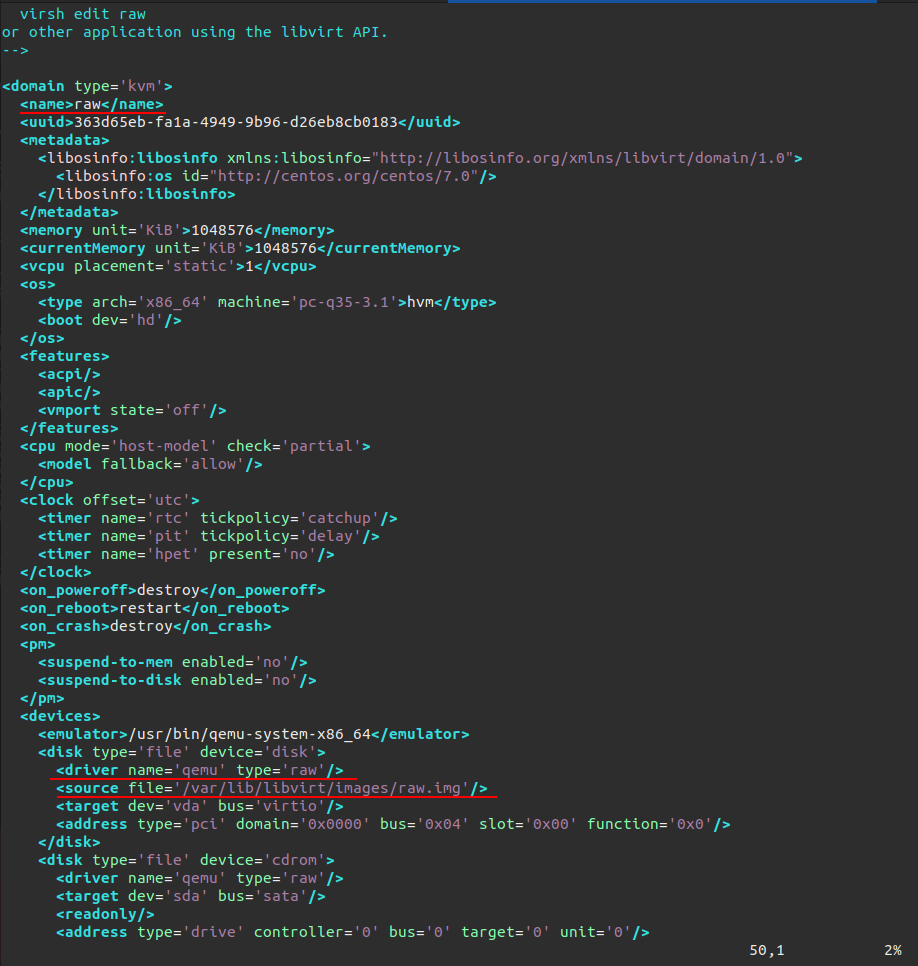 virsh edit raw
or other application using the libvirt API.
-->

<domain type='kvm'>
  <name>raw</name>
  <uuid>363d65eb-fa1a-4949-9b96-d26eb8cb0183</uuid>
  <metadata>
    <libosinfo:libosinfo xmlns:libosinfo="http://libosinfo.org/xmlns/libvirt/domain/1.0">
      <libosinfo:os id="http://centos.org/centos/7.0"/>
    </libosinfo:libosinfo>
  </metadata>
  <memory unit='KiB'>1048576</memory>
  <currentMemory unit='KiB'>1048576</currentMemory>
  <vcpu placement='static'>1</vcpu>
  <os>
    <type arch='x86_64' machine='pc-q35-3.1'>hvm</type>
    <boot dev='hd'/>
  </os>
  <features>
    <acpi/>
    <apic/>
    <vmport state='off'/>
  </features>
  <cpu mode='host-model' check='partial'>
    <model fallback='allow'/>
  </cpu>
  <clock offset='utc'>
    <timer name='rtc' tickpolicy='catchup'/>
    <timer name='pit' tickpolicy='delay'/>
    <timer name='hpet' present='no'/>
  </clock>
  <on_poweroff>destroy</on_poweroff>
  <on_reboot>restart</on_reboot>
  <on_crash>destroy</on_crash>
  <pm>
    <suspend-to-mem enabled='no'/>
    <suspend-to-disk enabled='no'/>
  </pm>
  <devices>
    <emulator>/usr/bin/qemu-system-x86_64</emulator>
    <disk type='file' device='disk'>
      <driver name='qemu' type='raw'/>
      <source file='/var/lib/libvirt/images/raw.img'/>
      <target dev='vda' bus='virtio'/>
      <address type='pci' domain='0x0000' bus='0x04' slot='0x00' function='0x0'/>
    </disk>
    <disk type='file' device='cdrom'>
      <driver name='qemu' type='raw'/>
      <target dev='sda' bus='sata'/>
      <readonly/>
      <address type='drive' controller='0' bus='0' target='0' unit='0'/>
50,1 2%